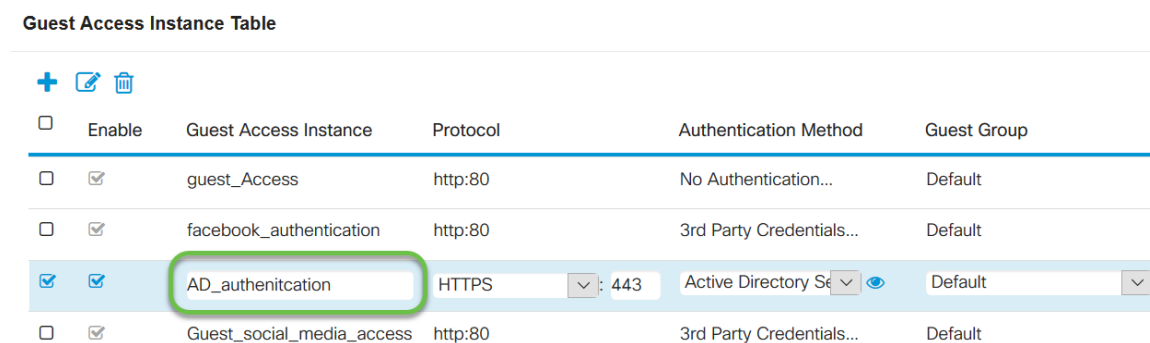 Guest Access Instance Table
Enable Guest Access Instance Protocol Authentication Method Guest Group
guest_Access http:80 No Authentication... Default
facebook_authentication http:80 3rd Party Credentials... Default
AD_authenitcation HTTPS : 443 Active Directory Se Default
Guest_social_media_access http:80 3rd Party Credentials... Default